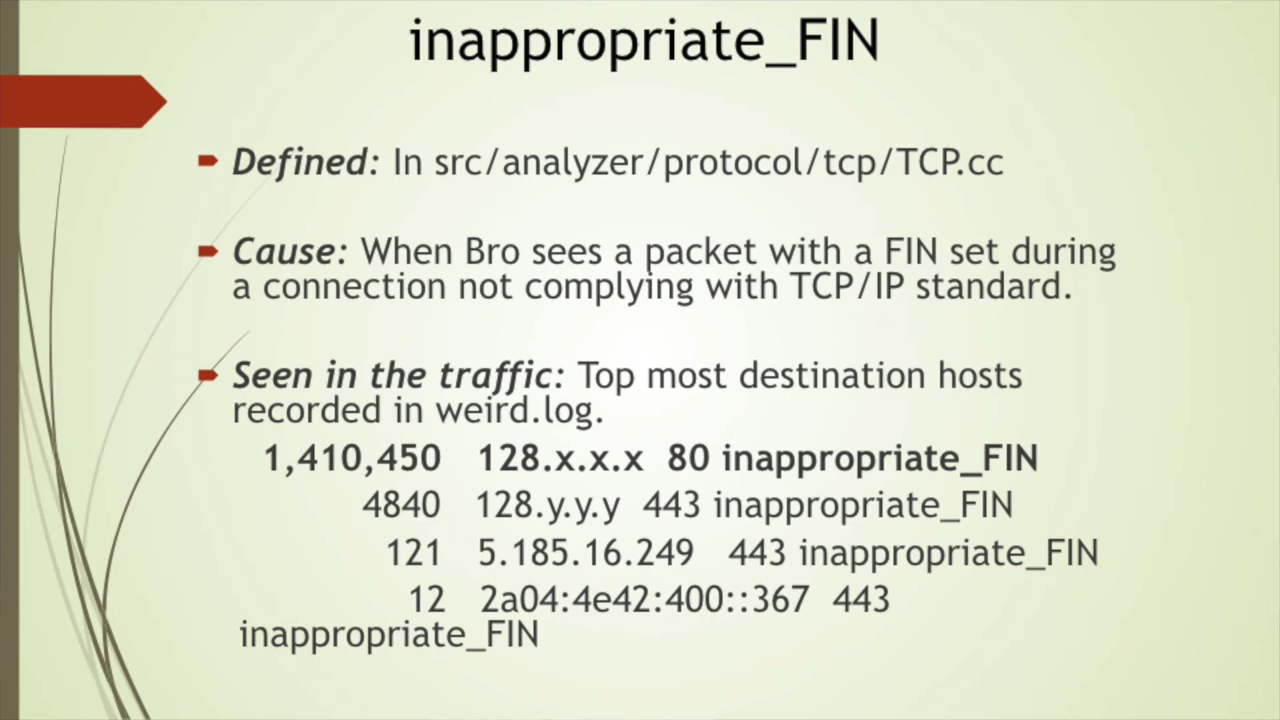 inappropriate_FIN
Defined: In src/analyzer/protocol/tcp/TCP.cc
Cause: When Bro sees a packet with a FIN set during
a connection not complying with TCP/IP standard.
Seen in the traffic: Top most destination hosts
recorded in weird.log.
1,410,450 128.x.x.x 80 inappropriate_FIN
4840 128.y.y.y 443 inappropriate_FIN
121 5.185.16.249 443 inappropriate_FIN
12 2a04:4e42:400::367 443
inappropriate_FIN